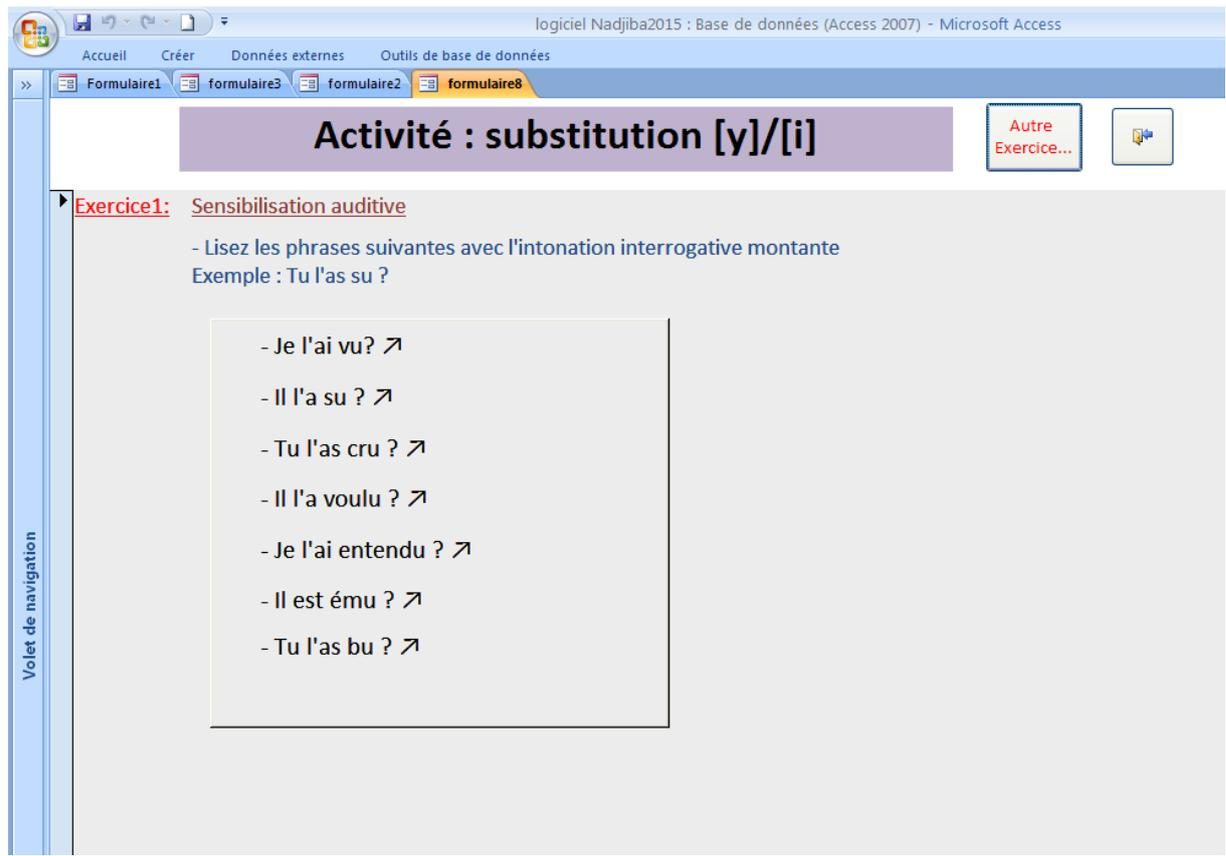 logiciel Nadjiba2015 : Base de données (Access 2007) - Microsoft Access
Accueil Créer Données externes Outils de base de données
» Formulaire1 formulaire3 formulaire2 formulaire8
Activité : substitution [y]/[i]
Autre
Exercice...
Exercice1: Sensibilisation auditive
- Lisez les phrases suivantes avec l'intonation interrogative montante
Exemple : Tu l'as su ?
- Je l'ai vu? ↗
- Il l'a su ? ↗
- Tu l'as cru ? ↗
- Il l'a voulu ? ↗
- Je l'ai entendu ? ↗
- Il est ému ? ↗
- Tu l'as bu ? ↗
Volet de navigation